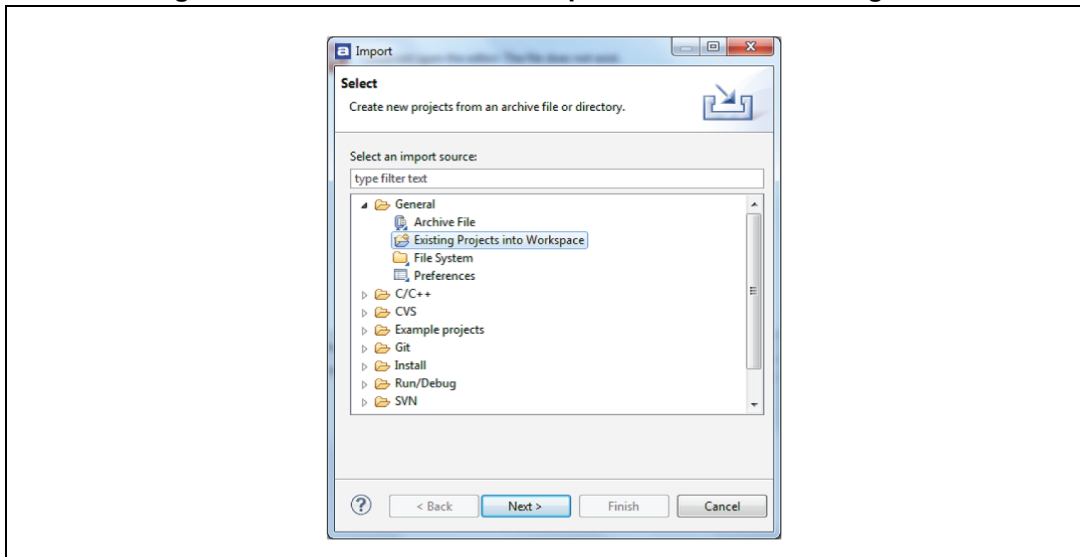 Import
Select
Create new projects from an archive file or directory.
Select an import source:
type filter text
General
Archive File
Existing Projects into Workspace
File System
Preferences
C/C++
CVS
Example projects
Git
Install
Run/Debug
SVN
< Back Next > Finish Cancel